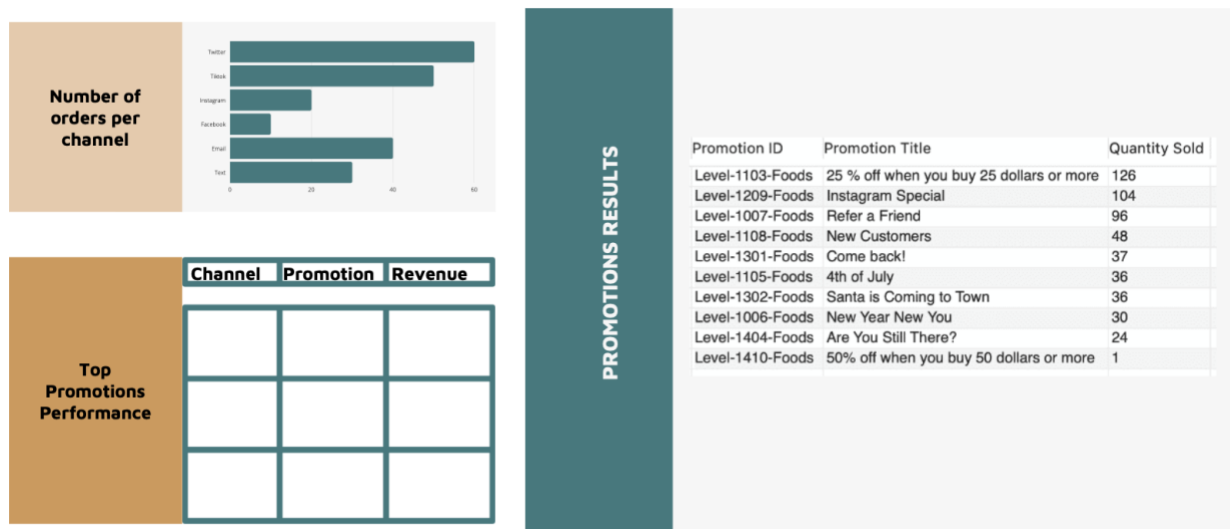 Number of
orders per
channel
Twitter
Tiktok
Instagram
Facebook
Email
Text
0 20 40 60
Top
Promotions
Performance
Channel Promotion Revenue
PROMOTIONS RESULTS
Promotion ID Promotion Title Quantity Sold
Level-1103-Foods 25 % off when you buy 25 dollars or more 126
Level-1209-Foods Instagram Special 104
Level-1007-Foods Refer a Friend 96
Level-1108-Foods New Customers 48
Level-1301-Foods Come back! 37
Level-1105-Foods 4th of July 36
Level-1302-Foods Santa is Coming to Town 36
Level-1006-Foods New Year New You 30
Level-1404-Foods Are You Still There? 24
Level-1410-Foods 50% off when you buy 50 dollars or more 1